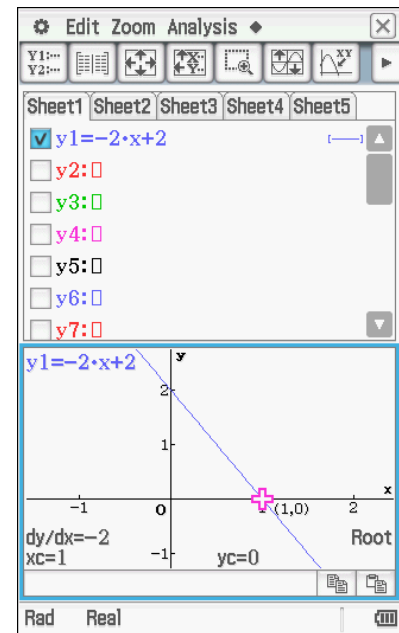 Edit Zoom Analysis ◆
Y1:··· Y2:··· XY
Sheet1 Sheet2 Sheet3 Sheet4 Sheet5
y1=−2·x+2
y2:▯
y3:▯
y4:▯
y5:▯
y6:▯
y7:▯
y1=−2·x+2 y
2
1
x
−1 O (1,0) 2
dy/dx=−2 Root
xc=1 −1 yc=0
Rad Real